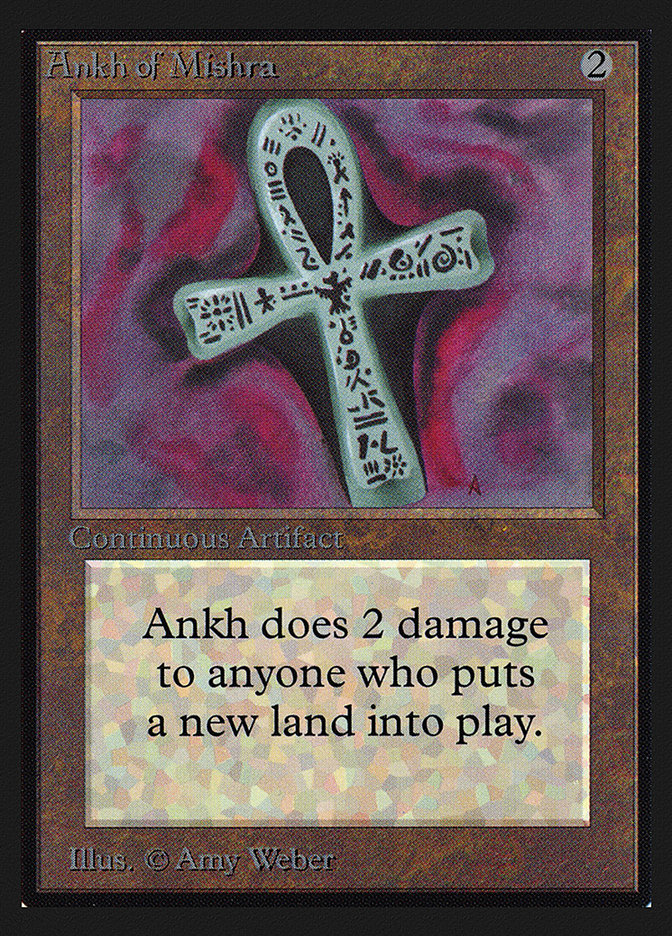 Ankh of Mishra 2
Continuous Artifact
Ankh does 2 damage
to anyone who puts
a new land into play.
Illus. © Amy Weber